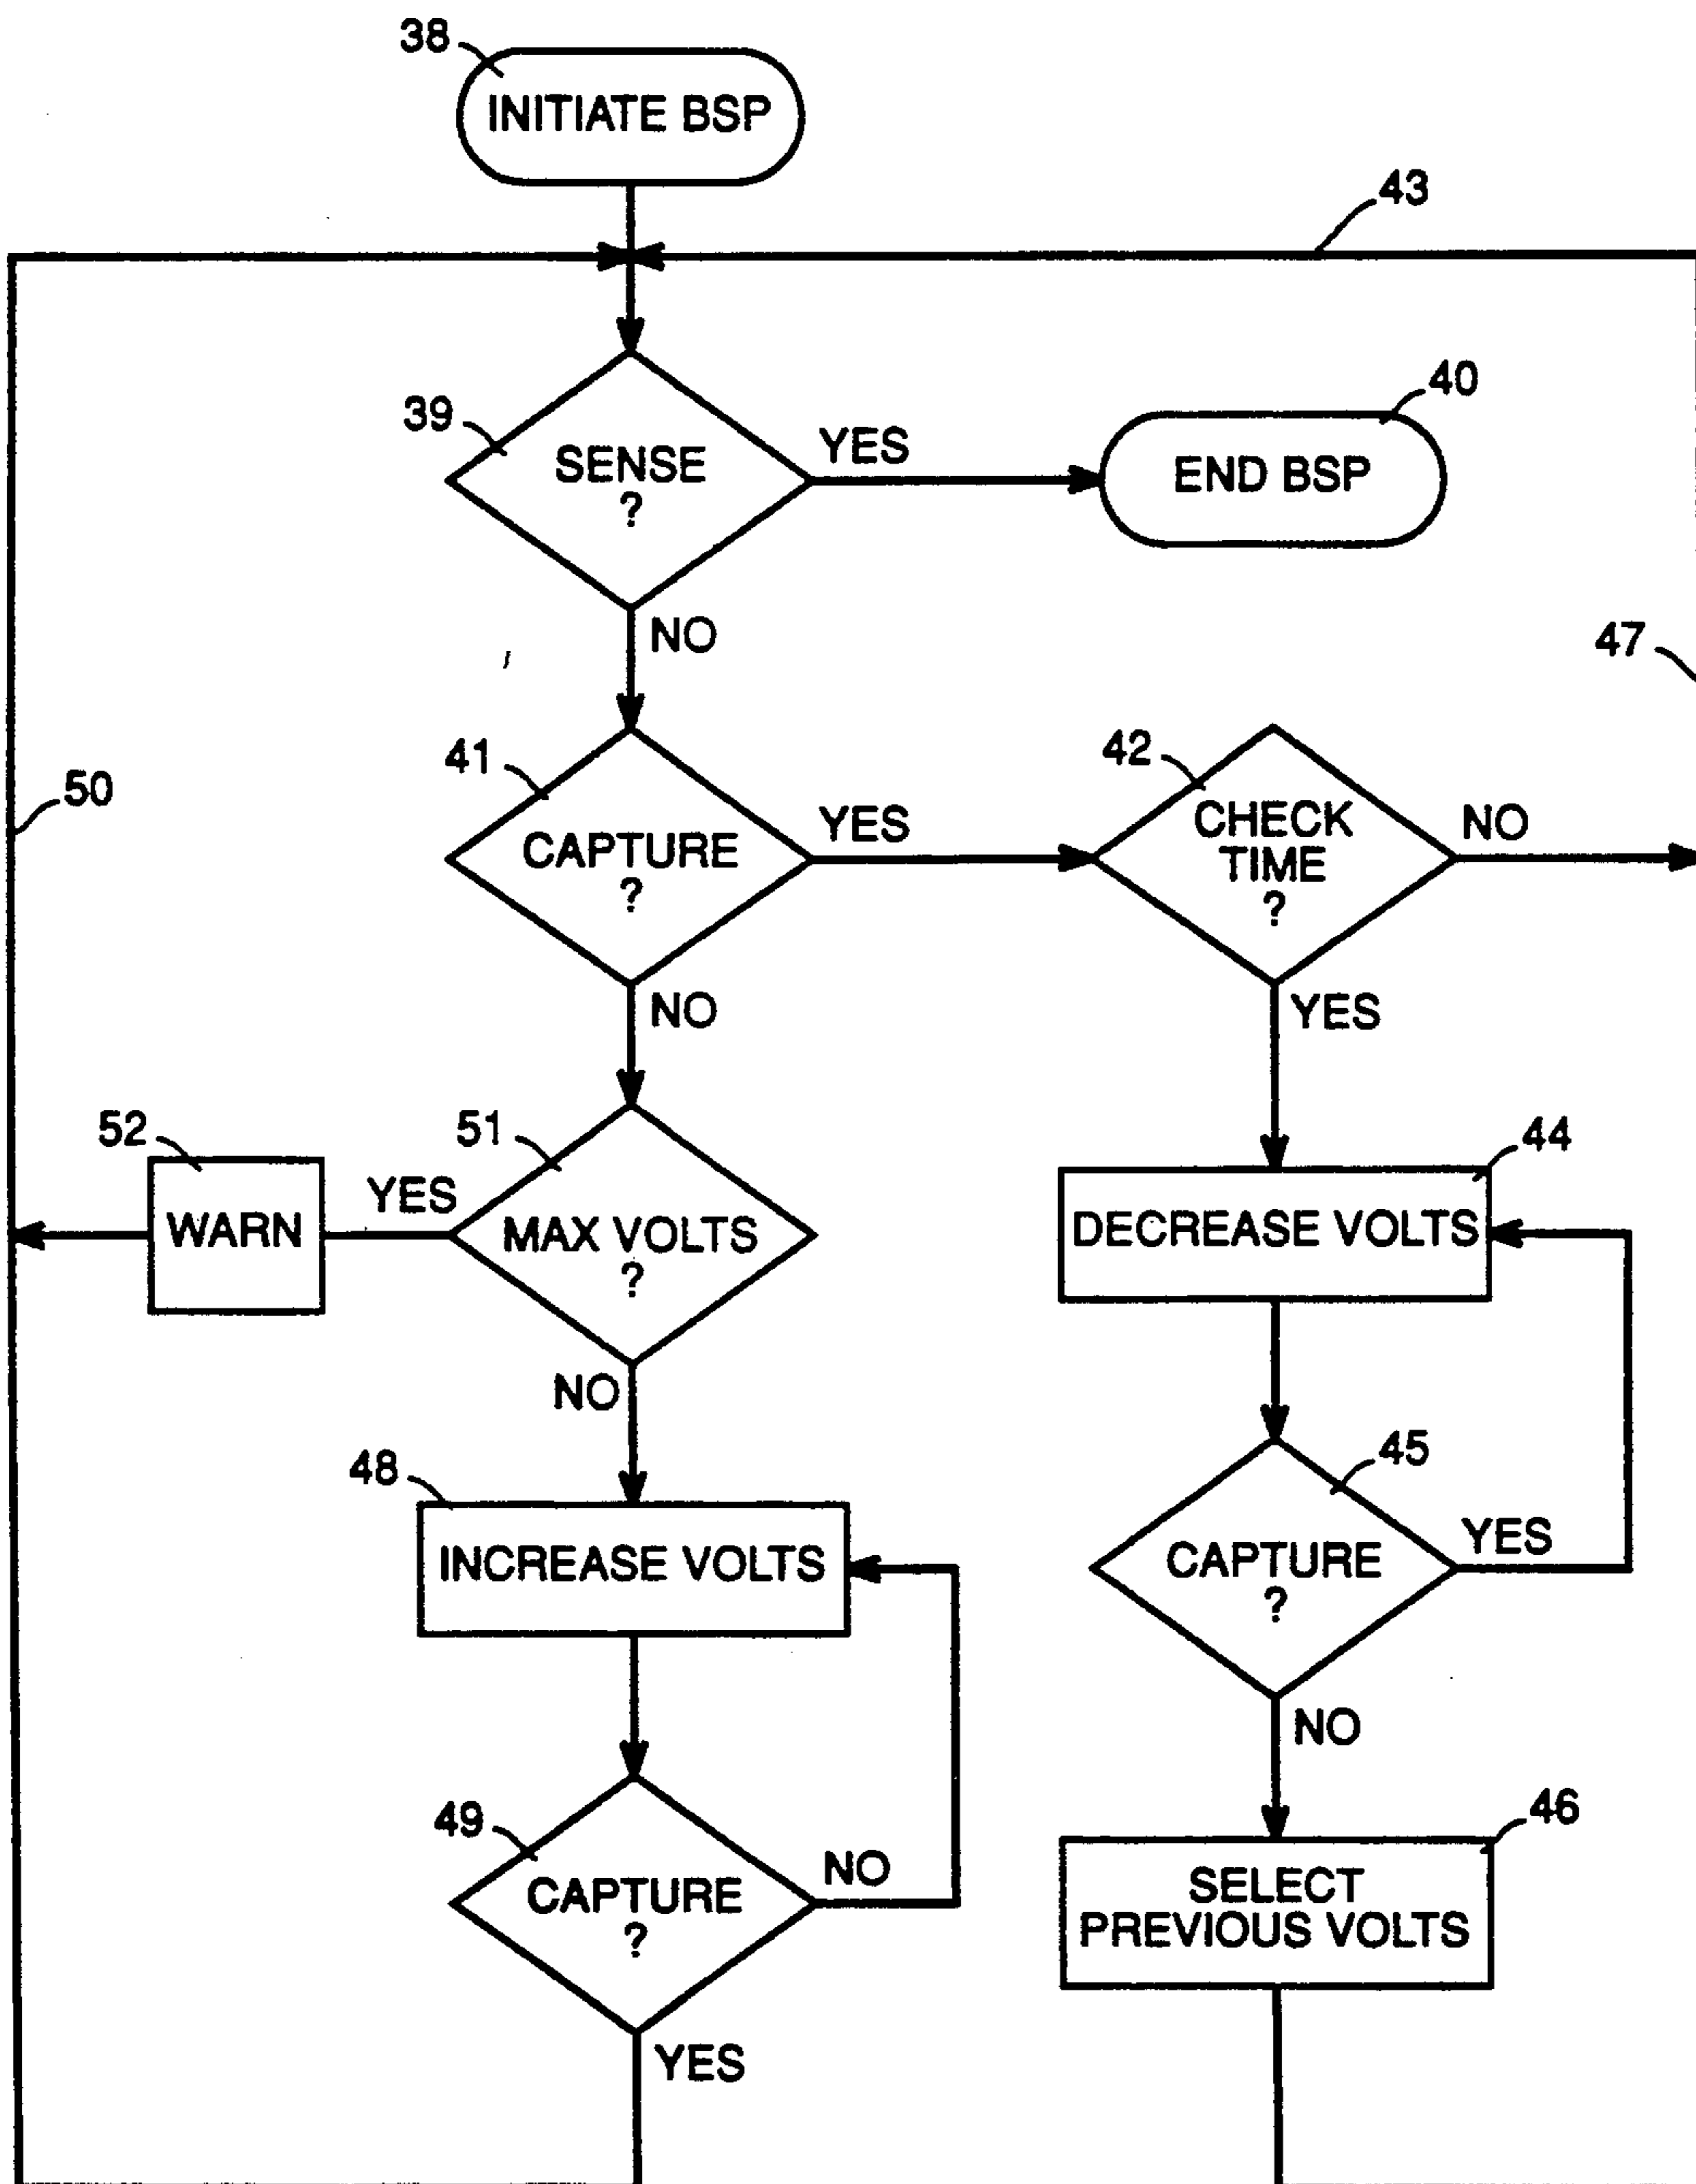 38
INITIATE BSP
43
39
SENSE
?
YES
40
END BSP
NO
47
50
41
CAPTURE
?
YES
42
CHECK
TIME
?
NO
NO
YES
52
WARN
YES
51
MAX VOLTS
?
44
DECREASE VOLTS
NO
48
INCREASE VOLTS
45
CAPTURE
?
YES
NO
49
CAPTURE
?
NO
46
SELECT
PREVIOUS VOLTS
YES